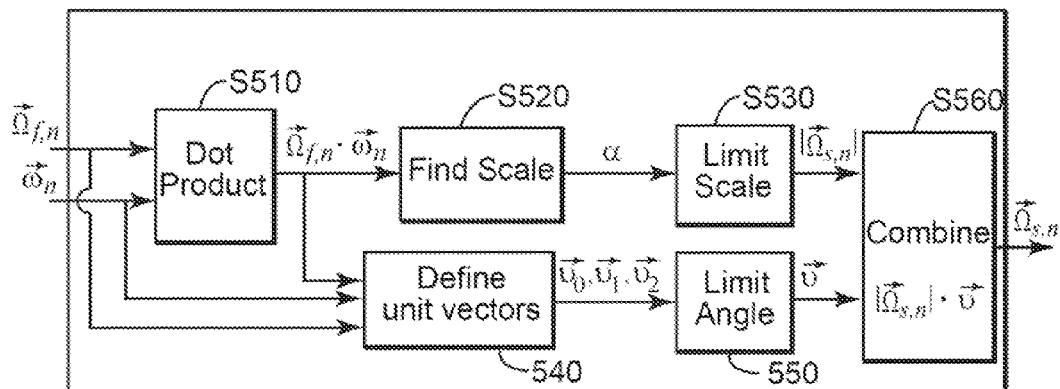 S510
S520
S530
S560
Ω⃗f,n
ω⃗n
Dot
Product
Ω⃗f,n · ω⃗n
Find Scale
α
Limit
Scale
|Ω⃗s,n|
Combine
|Ω⃗s,n| · υ⃗
Ω⃗s,n
Define
unit vectors
υ⃗0, υ⃗1, υ⃗2
Limit
Angle
υ⃗
540
550